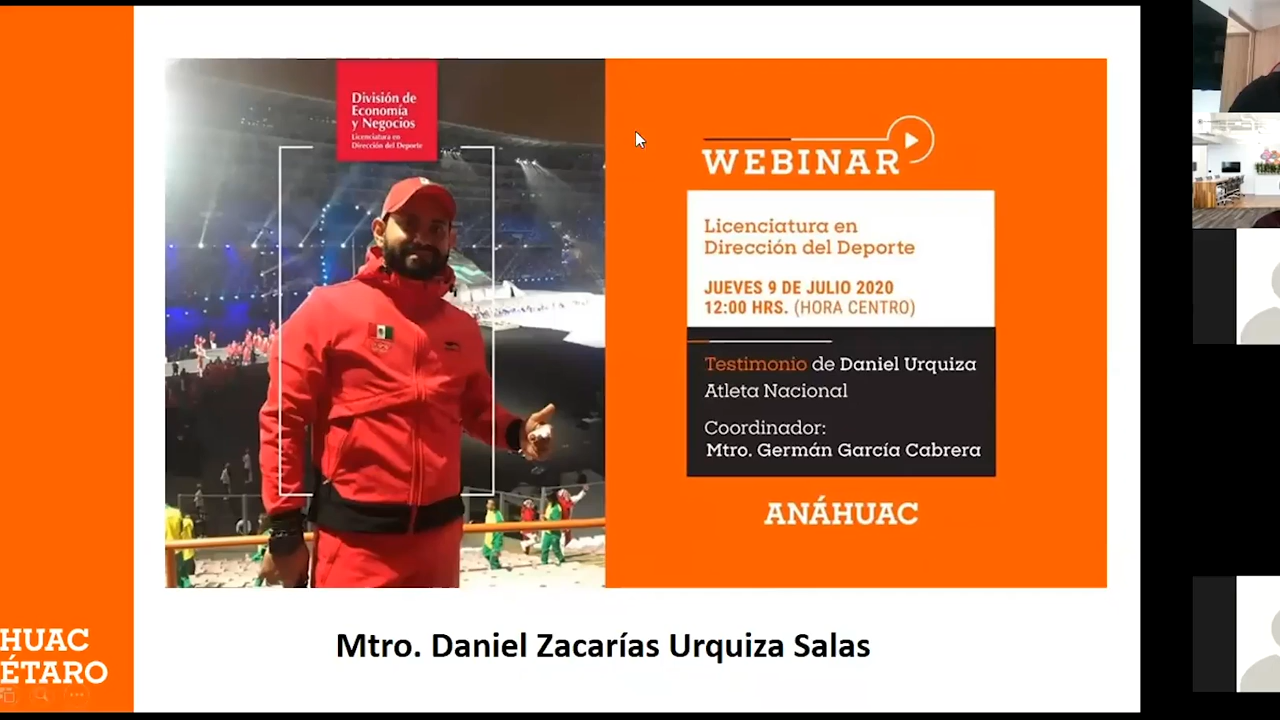 División de
Economía
y Negocios
Licenciatura en
Dirección del Deporte
WEBINAR
Licenciatura en
Dirección del Deporte
JUEVES 9 DE JULIO 2020
12:00 HRS. (HORA CENTRO)
Testimonio de Daniel Urquiza
Atleta Nacional
Coordinador:
Mtro. Germán García Cabrera
ANÁHUAC
Mtro. Daniel Zacarías Urquiza Salas
HUAC
ÉTARO